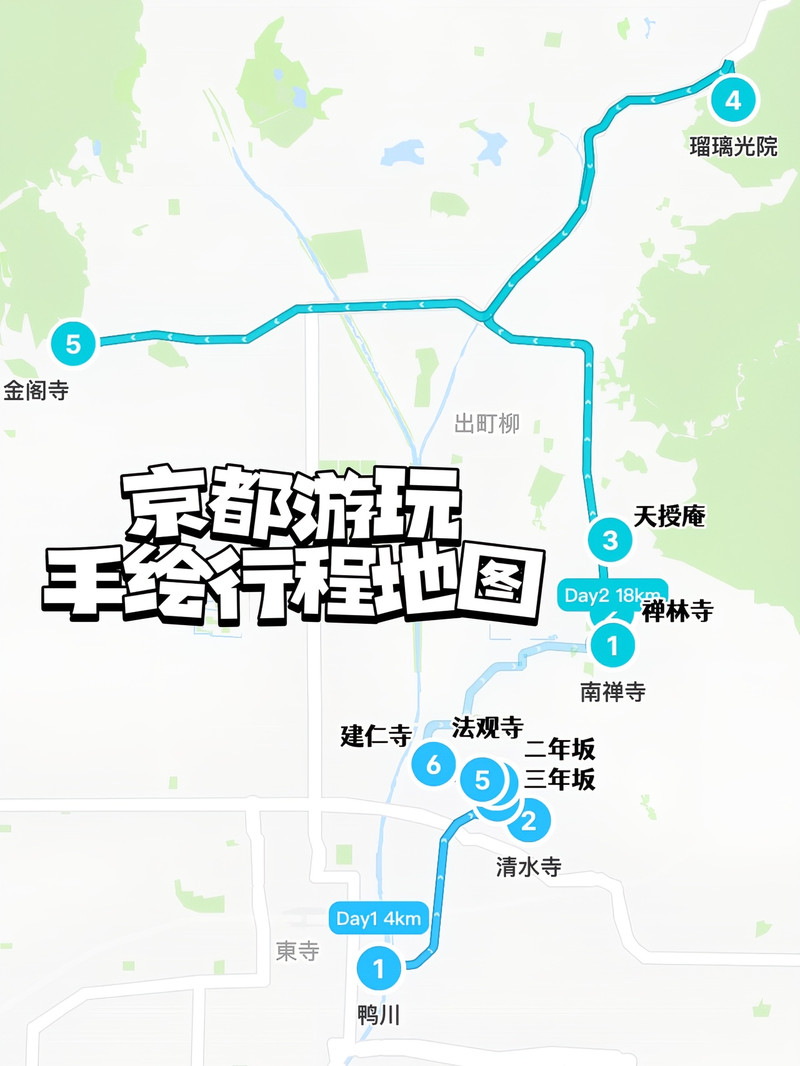 4
瑠璃光院
5
金阁寺
出町柳
京都游玩
手绘行程地图
3
天授庵
Day2 18km
禅林寺
1
南禅寺
法观寺
建仁寺
二年坂
6
5
三年坂
2
清水寺
Day1 4km
東寺
1
鸭川